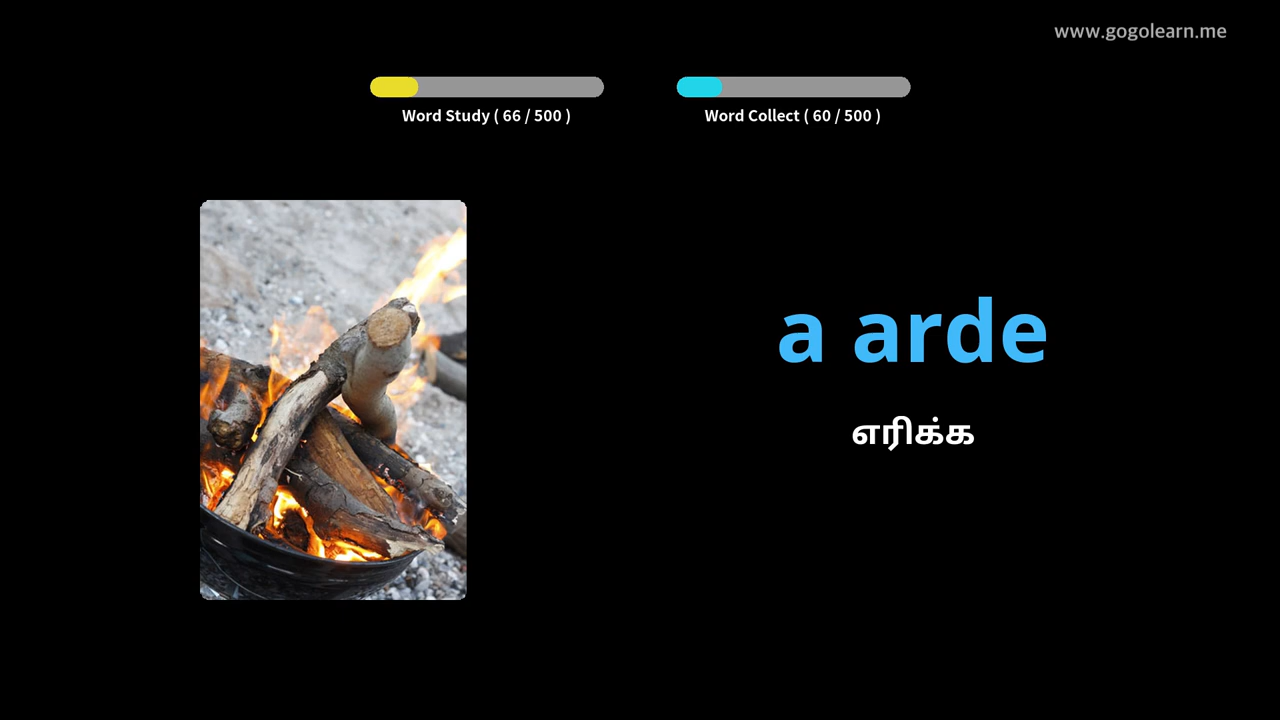 www.gogolearn.me
Word Study ( 66 / 500 )
Word Collect ( 60 / 500 )
a arde
எரிக்க